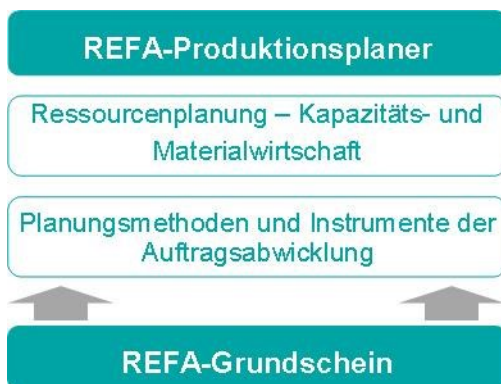 REFA-Produktionsplaner
Ressourcenplanung – Kapazitäts- und
Materialwirtschaft
Planungsmethoden und Instrumente der
Auftragsabwicklung
REFA-Grundschein